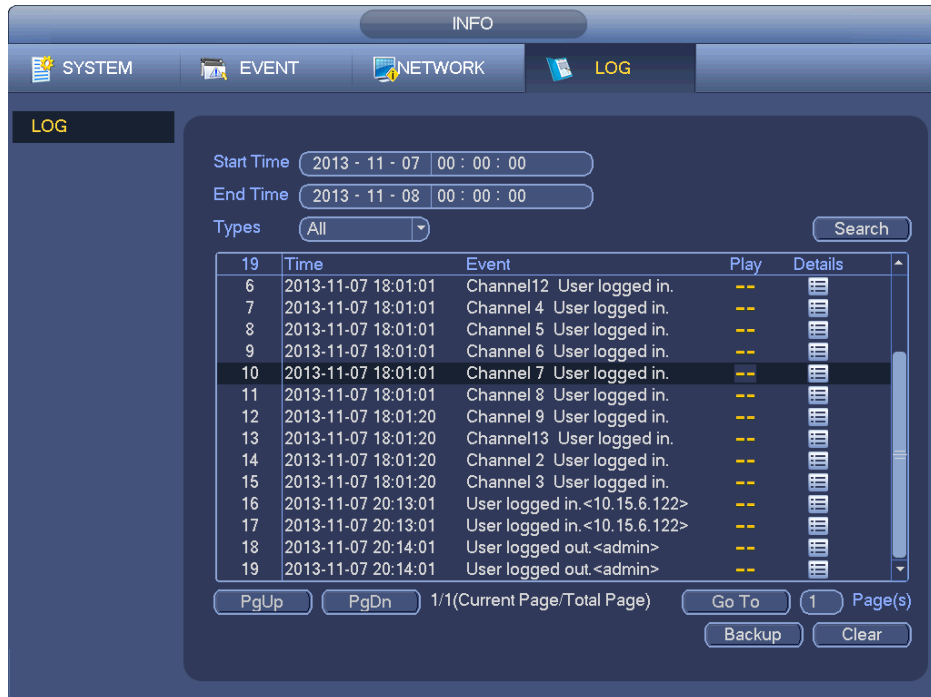 INFO
SYSTEM EVENT NETWORK LOG
LOG
Start Time 2013 - 11 - 07 00 : 00 : 00
End Time 2013 - 11 - 08 00 : 00 : 00
Types All Search
19 Time Event Play Details
6 2013-11-07 18:01:01 Channel12 User logged in. --
7 2013-11-07 18:01:01 Channel 4 User logged in. --
8 2013-11-07 18:01:01 Channel 5 User logged in. --
9 2013-11-07 18:01:01 Channel 6 User logged in. --
10 2013-11-07 18:01:01 Channel 7 User logged in. --
11 2013-11-07 18:01:01 Channel 8 User logged in. --
12 2013-11-07 18:01:20 Channel 9 User logged in. --
13 2013-11-07 18:01:20 Channel13 User logged in. --
14 2013-11-07 18:01:20 Channel 2 User logged in. --
15 2013-11-07 18:01:20 Channel 3 User logged in. --
16 2013-11-07 20:13:01 User logged in.<10.15.6.122> --
17 2013-11-07 20:13:01 User logged in.<10.15.6.122> --
18 2013-11-07 20:14:01 User logged out.<admin> --
19 2013-11-07 20:14:01 User logged out.<admin> --
PgUp PgDn 1/1(Current Page/Total Page) Go To 1 Page(s)
Backup Clear